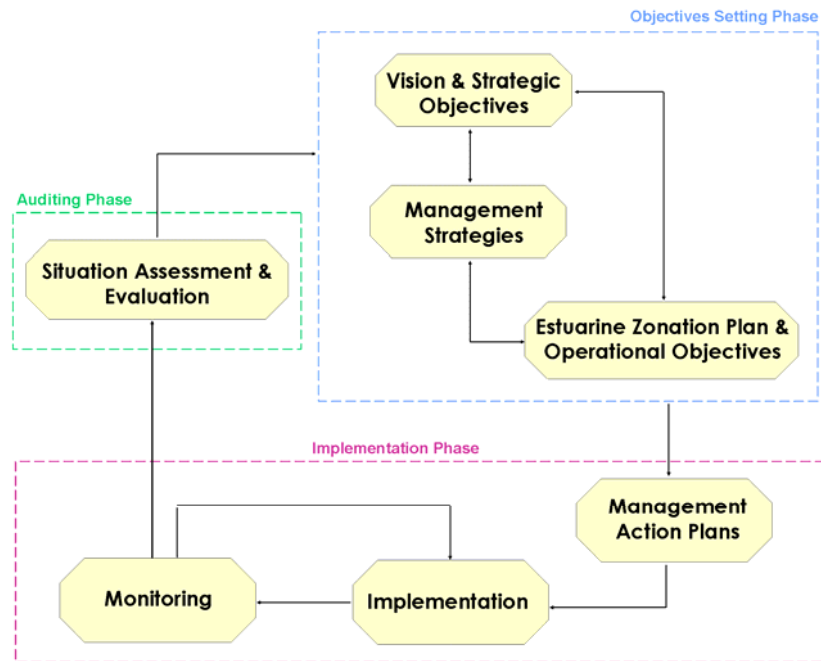 Objectives Setting Phase
Vision & Strategic
Objectives
Auditing Phase
Management
Strategies
Situation Assessment &
Evaluation
Estuarine Zonation Plan &
Operational Objectives
Implementation Phase
Management
Action Plans
Monitoring
Implementation